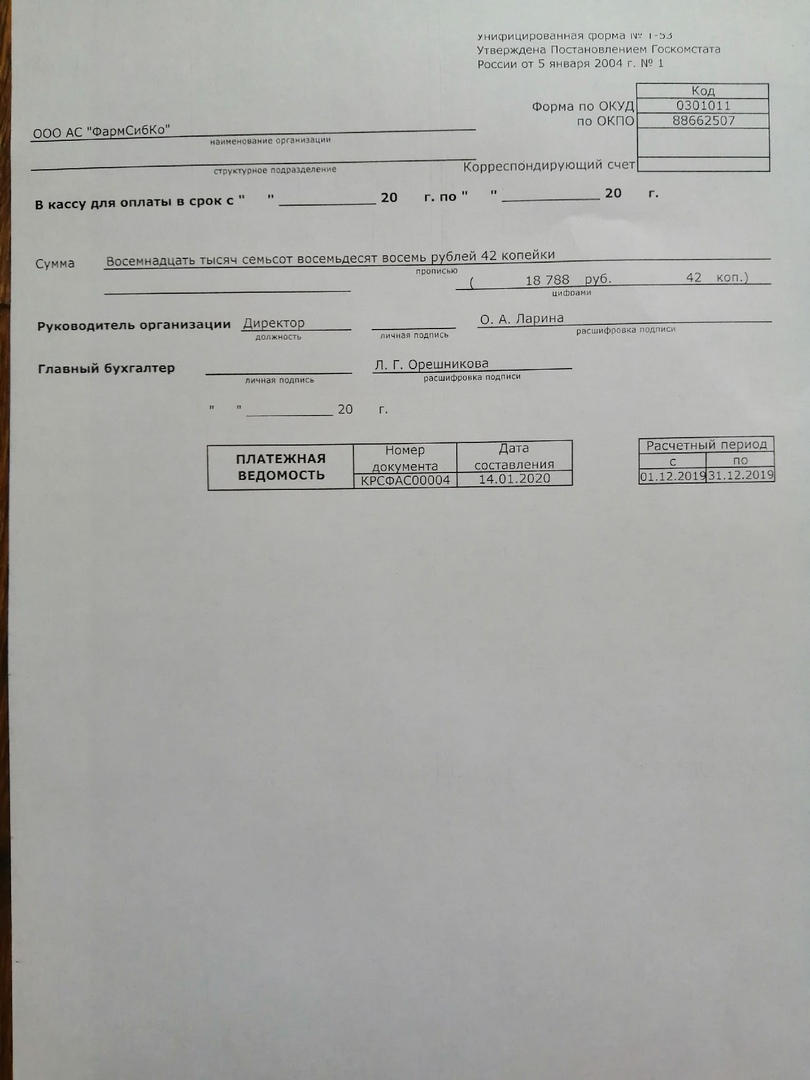 Унифицированная форма № Т-53
Утверждена Постановлением Госкомстата
России от 5 января 2004 г. № 1
Код
Форма по ОКУД 0301011
ООО АС "ФармСибКо" по ОКПО 88662507
наименование организации
Корреспондирующий счет
структурное подразделение
В кассу для оплаты в срок с " " ____________ 20 г. по " " ____________ 20 г.
Сумма Восемнадцать тысяч семьсот восемьдесят восемь рублей 42 копейки
прописью
( 18 788 руб. 42 коп.)
цифрами
Руководитель организации Директор О. А. Ларина
должность личная подпись расшифровка подписи
Главный бухгалтер Л. Г. Орешникова
личная подпись расшифровка подписи
" " ____________ 20 г.
ПЛАТЕЖНАЯ ВЕДОМОСТЬ
Номер документа
Дата составления
КРСФАС00004 14.01.2020
Расчетный период
с по
01.12.2019 31.12.2019